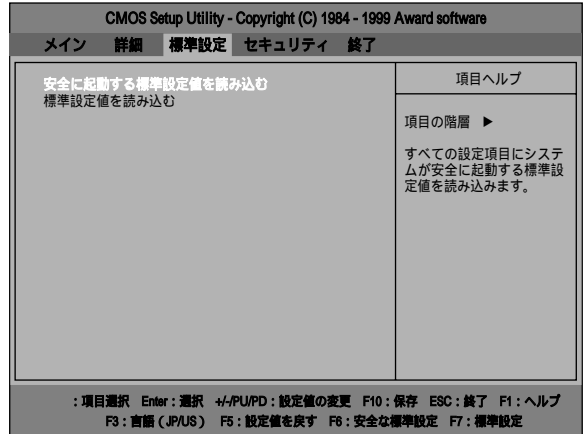 CMOS Setup Utility - Copyright (C) 1984 - 1999 Award software
メイン 詳細 標準設定 セキュリティ 終了
安全に起動する標準設定値を読み込む
標準設定値を読み込む
項目ヘルプ
項目の階層 ▶
すべての設定項目にシステ
ムが安全に起動する標準設
定値を読み込みます。
：項目選択 Enter：選択 +/-/PU/PD：設定値の変更 F10：保存 ESC：終了 F1：ヘルプ
F3：言語（JP/US） F5：設定値を戻す F6：安全な標準設定 F7：標準設定